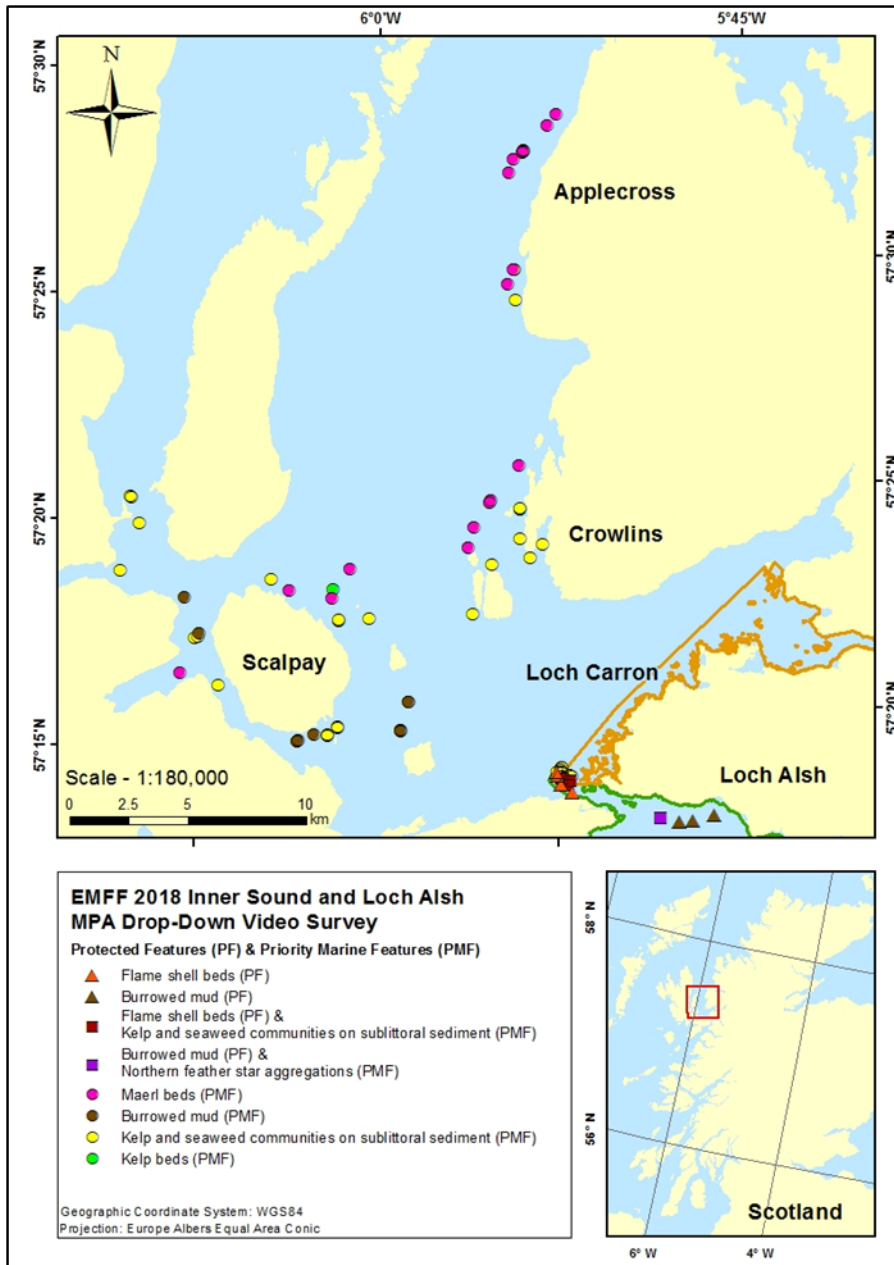 6°0'W 5°45'W
57°30'N
N
Applecross
57°30'N
57°25'N
57°25'N
57°20'N
Crowlins
Scalpay
Loch Carron
57°20'N
57°15'N
Loch Alsh
Scale - 1:180,000
0 2.5 5 10
km
EMFF 2018 Inner Sound and Loch Alsh
MPA Drop-Down Video Survey
Protected Features (PF) & Priority Marine Features (PMF)
Flame shell beds (PF)
Burrowed mud (PF)
Flame shell beds (PF) &
Kelp and seaweed communities on sublittoral sediment (PMF)
Burrowed mud (PF) &
Northern feather star aggregations (PMF)
Maerl beds (PMF)
Burrowed mud (PMF)
Kelp and seaweed communities on sublittoral sediment (PMF)
Kelp beds (PMF)
Geographic Coordinate System: WGS84
Projection: Europe Albers Equal Area Conic
58° N
56° N
Scotland
6° W 4° W